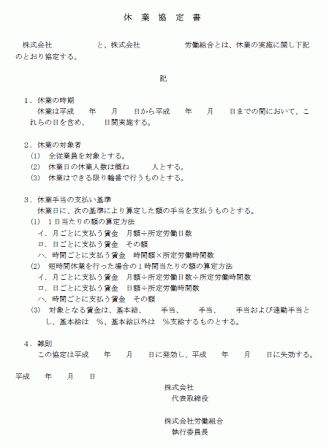 休 業 協 定 書
株式会社　　　　　　と、株式会社　　　　　　労働組合とは、休業の実施に関し下記
のとおり協定する。
記
１．休業の時期
休業は平成　　年　　月　　日から平成　　年　　月　　日までの間において、こ
れらの日を含め、　　日間実施する。
２．休業の対象者
(1)　全従業員を対象とする。
(2)　休業日の休業人数は概ね　　　人とする。
(3)　休業はできる限り輪番で行うものとする。
３．休業手当の支払い基準
休業日に、次の基準により算定した額の手当を支払うものとする。
(1)　１日当たりの額の算定方法
イ．月ごとに支払う賃金　月額÷所定労働日数
ロ．日ごとに支払う賃金　その額
ハ．時間ごとに支払う賃金　時間額×所定労働時間数
(2)　短時間休業を行った場合の１時間当たりの額の算定方法
イ．月ごとに支払う賃金　月額÷所定労働日数÷所定労働時間数
ロ．日ごとに支払う賃金　日額÷所定労働時間数
ハ．時間ごとに支払う賃金　その額
(3)　対象となる賃金は、基本給、　　手当、　　手当、　　手当および通勤手当と
し、基本給は　％、基本給以外は　％支給するものとする。
４．雑則
この協定は平成　　年　　月　　日に発効し、平成　　年　　月　　日に失効する。
平成　　年　　月　　日
株式会社
代表取締役
株式会社労働組合
執行委員長